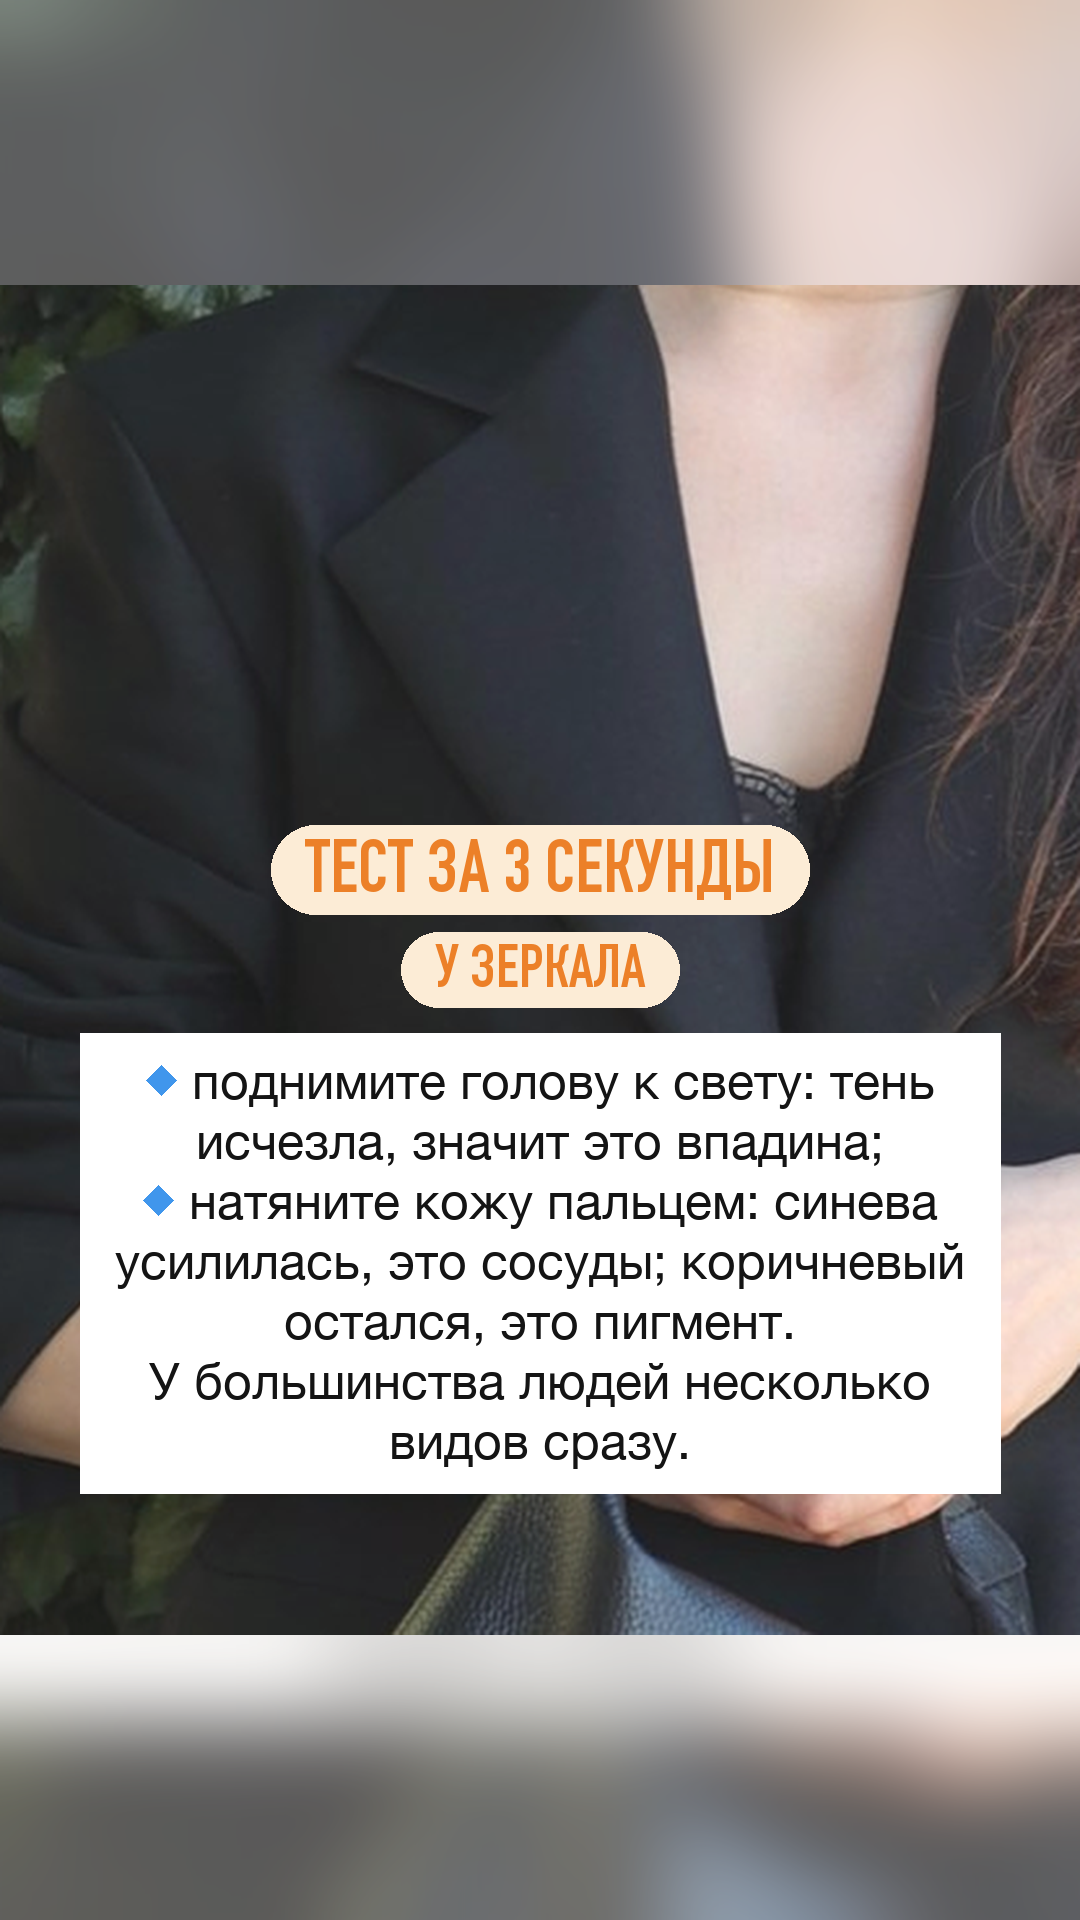 ТЕСТ ЗА 3 СЕКУНДЫ
У ЗЕРКАЛА
🔹 поднимите голову к свету: тень
исчезла, значит это впадина;
🔹 натяните кожу пальцем: синева
усилилась, это сосуды; коричневый
остался, это пигмент.
У большинства людей несколько
видов сразу.